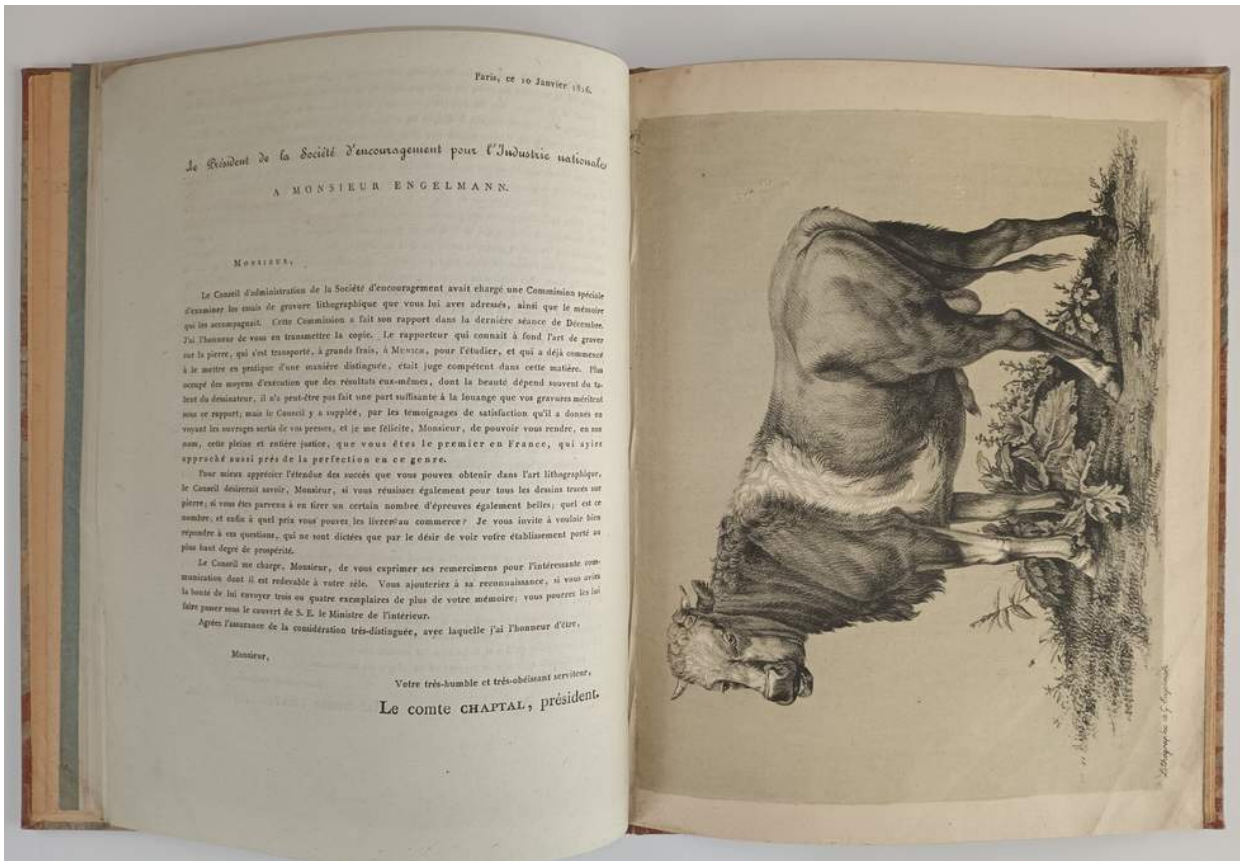 Paris, ce 10 Janvier 1816.
Le Président de la Société d'encouragement pour l'Industrie nationale
A MONSIEUR ENGELMANN.
MONSIEUR,
Le Conseil d'administration de la Société d'encouragement avait chargé une Commission spéciale
d'examiner les essais de gravure lithographique que vous lui avez adressés, ainsi que le mémoire
qui les accompagnait. Cette Commission a fait son rapport dans la dernière séance de Décembre.
J'ai l'honneur de vous en transmettre la copie. Le rapporteur qui connait à fond l'art de graver
sur la pierre, qui s'est transporté, à grands frais, à MUNICH, pour l'étudier, et qui a déjà commencé
à le mettre en pratique d'une manière distinguée, était juge compétent dans cette matière. Plus
occupé des moyens d'exécution que des résultats eux-mêmes, dont la beauté dépend souvent du ta-
lent du dessinateur, il n'a peut-être pas fait une part suffisante à la louange que vos gravures méritent
sous ce rapport; mais le Conseil y a suppléé, par les témoignages de satisfaction qu'il a donnés en
voyant les ouvrages sortis de vos presses, et je me félicite, Monsieur, de pouvoir vous rendre, en son
nom, cette pleine et entière justice, que vous êtes le premier en France, qui ayie
approché aussi près de la perfection en ce genre.
Pour mieux apprécier l'étendue des succès que vous pouvez obtenir dans l'art lithographique,
le Conseil désirerait savoir, Monsieur, si vous réussisez également pour tous les dessins tracés sur
pierre; si vous êtes parvenu à en tirer un certain nombre d'épreuves également belles; quel est ce
nombre; et enfin à quel prix vous pouvez les livrer au commerce? Je vous invite à vouloir bien
répondre à ces questions, qui ne sont dictées que par le désir de voir votre établissement porté au
plus haut degré de prospérité.
Le Conseil me charge, Monsieur, de vous exprimer ses remercimens pour l'intéressante com-
munication dont il est redevable à votre zèle. Vous ajouteriez à sa reconnaissance, si vous aviez
la bonté de lui envoyer trois ou quatre exemplaires de plus de votre mémoire; vous pourrez les lui
faire passer sous le couvert de S. E. le Ministre de l'intérieur.
Agréez l'assurance de la considération très-distinguée, avec laquelle j'ai l'honneur d'être,
Monsieur,
Votre très-humble et très-obéissant serviteur,
Le comte CHAPTAL, président.
Lithographie de G. Engelmann